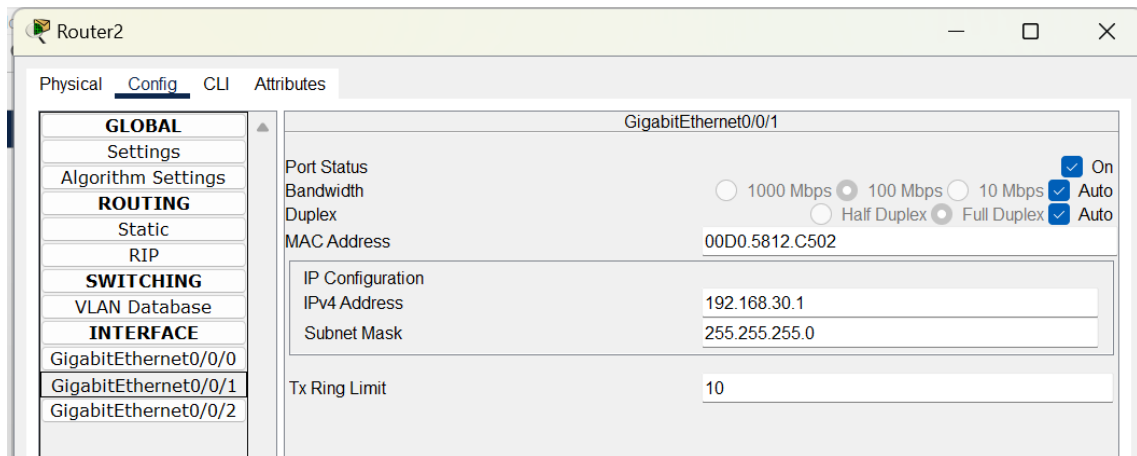 Router2
Physical Config CLI Attributes
GLOBAL
Settings
Algorithm Settings
ROUTING
Static
RIP
SWITCHING
VLAN Database
INTERFACE
GigabitEthernet0/0/0
GigabitEthernet0/0/1
GigabitEthernet0/0/2
GigabitEthernet0/0/1
Port Status On
Bandwidth 1000 Mbps 100 Mbps 10 Mbps Auto
Duplex Half Duplex Full Duplex Auto
MAC Address 00D0.5812.C502
IP Configuration
IPv4 Address 192.168.30.1
Subnet Mask 255.255.255.0
Tx Ring Limit 10